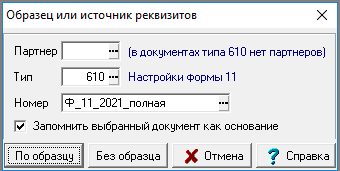 Образец или источник реквизитов
Партнер ... (в документах типа 610 нет партнеров)
Тип 610 ... Настройки формы 11
Номер Ф_11_2021_полная ...
Запомнить выбранный документ как основание
По образцу Без образца Отмена ? Справка